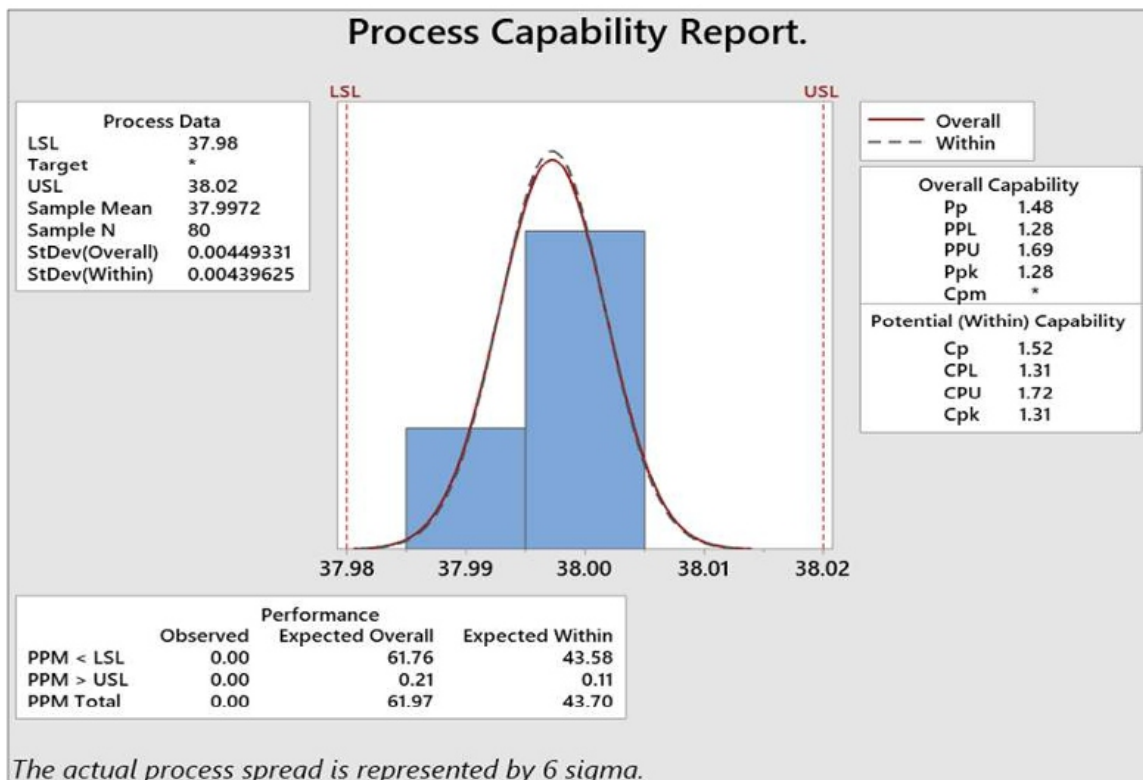 Process Capability Report.
LSL USL
Process Data
LSL 37.98
Target *
USL 38.02
Sample Mean 37.9972
Sample N 80
StDev(Overall) 0.00449331
StDev(Within) 0.00439625
Overall
Within
Overall Capability
Pp 1.48
PPL 1.28
PPU 1.69
Ppk 1.28
Cpm *
Potential (Within) Capability
Cp 1.52
CPL 1.31
CPU 1.72
Cpk 1.31
37.98 37.99 38.00 38.01 38.02
Performance
Observed Expected Overall Expected Within
PPM < LSL 0.00 61.76 43.58
PPM > USL 0.00 0.21 0.11
PPM Total 0.00 61.97 43.70
The actual process spread is represented by 6 sigma.